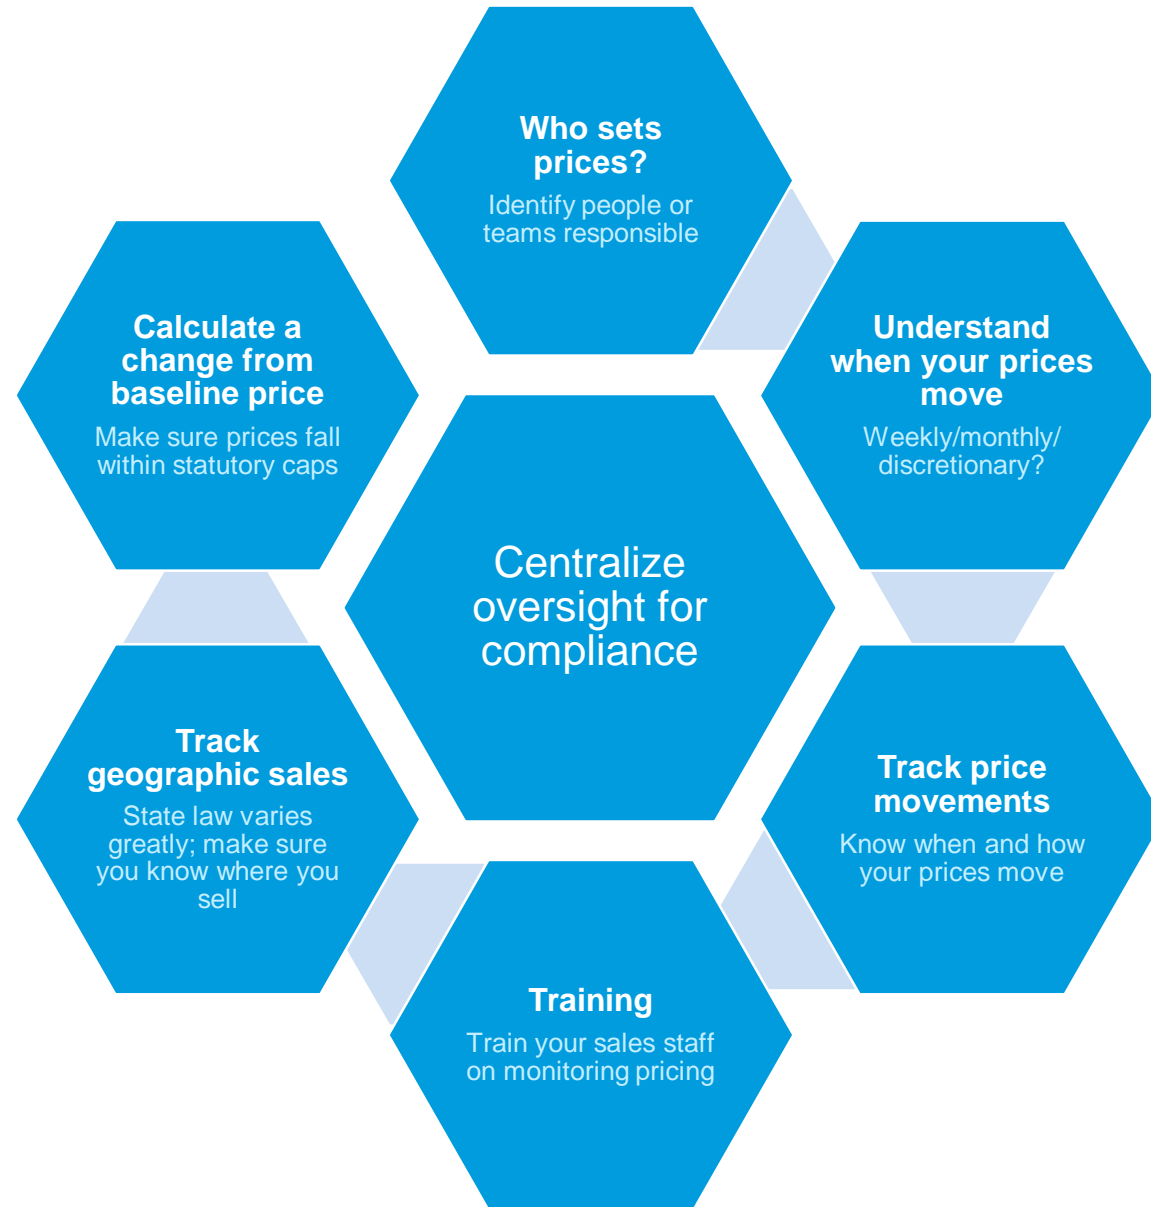 Who sets
prices?
Identify people or
teams responsible
Understand
when your prices
move
Weekly/monthly/
discretionary?
Track price
movements
Know when and how
your prices move
Training
Train your sales staff
on monitoring pricing
Track
geographic sales
State law varies
greatly; make sure
you know where you
sell
Calculate a
change from
baseline price
Make sure prices fall
within statutory caps
Centralize
oversight for
compliance